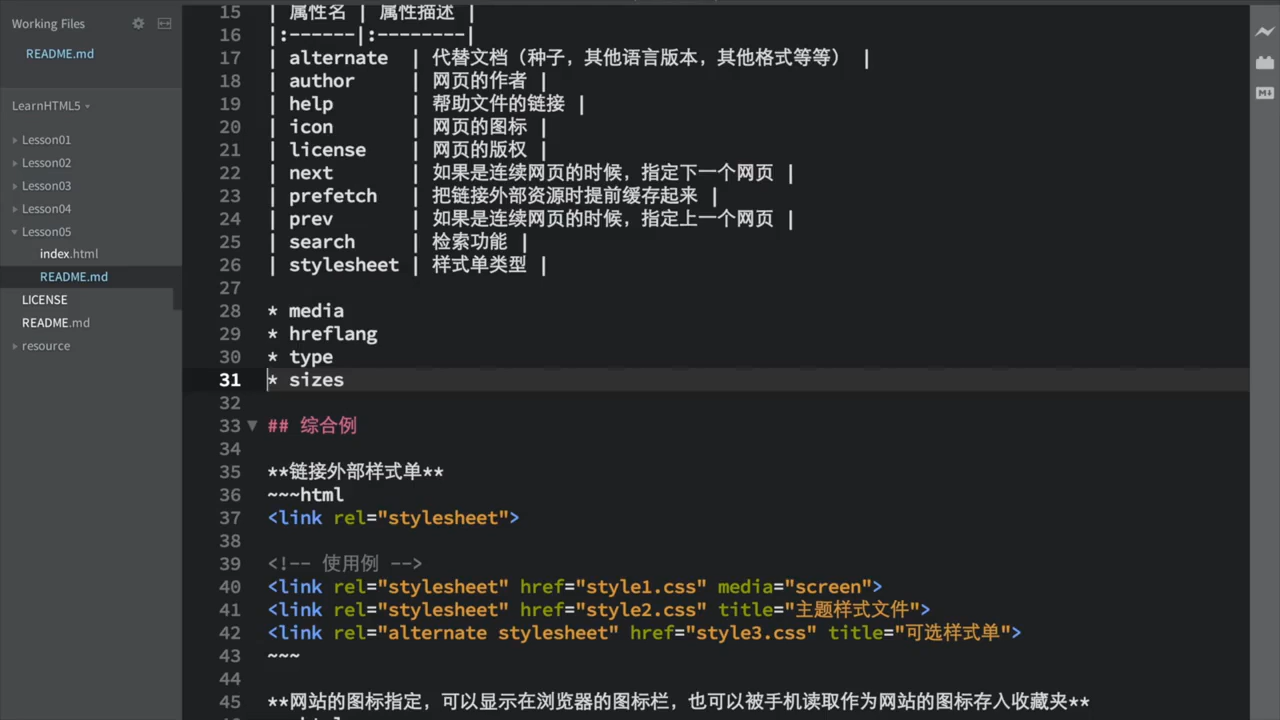 Working Files
README.md
LearnHTML5
Lesson01
Lesson02
Lesson03
Lesson04
Lesson05
index.html
README.md
LICENSE
README.md
resource
15 | 属性名 | 属性描述 |
16 |:------|:--------|
17 | alternate | 代替文档（种子，其他语言版本，其他格式等等） |
18 | author | 网页的作者 |
19 | help | 帮助文件的链接 |
20 | icon | 网页的图标 |
21 | license | 网页的版权 |
22 | next | 如果是连续网页的时候，指定下一个网页 |
23 | prefetch | 把链接外部资源时提前缓存起来 |
24 | prev | 如果是连续网页的时候，指定上一个网页 |
25 | search | 检索功能 |
26 | stylesheet | 样式单类型 |
27
28 * media
29 * hreflang
30 * type
31 * sizes
32
33 ## 综合例
34
35 **链接外部样式单**
36 ~~~html
37 <link rel="stylesheet">
38
39 <!-- 使用例 -->
40 <link rel="stylesheet" href="style1.css" media="screen">
41 <link rel="stylesheet" href="style2.css" title="主题样式文件">
42 <link rel="alternate stylesheet" href="style3.css" title="可选样式单">
43 ~~~
44
45 **网站的图标指定，可以显示在浏览器的图标栏，也可以被手机读取作为网站的图标存入收藏夹**
M↓